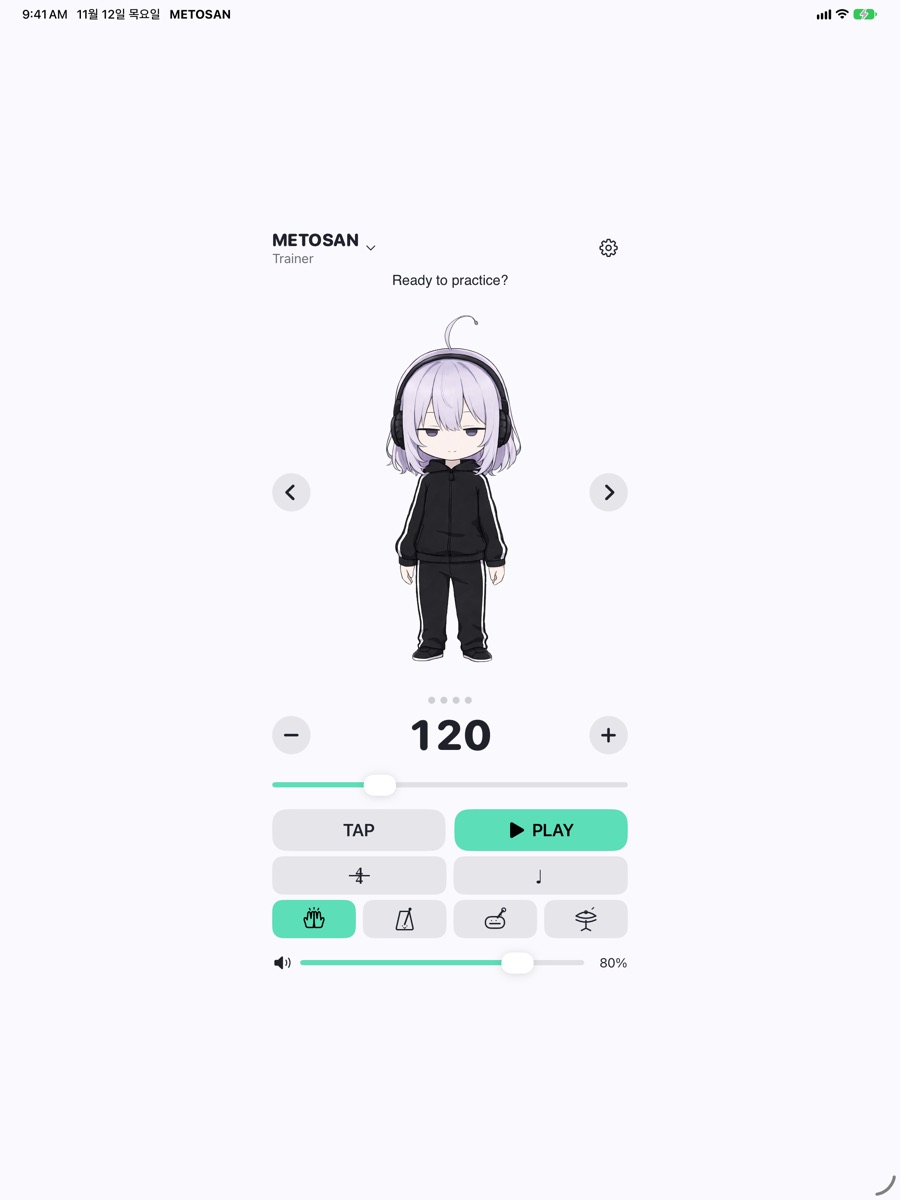 9:41 AM 11월 12일 목요일 METOSAN
METOSAN
Trainer
Ready to practice?
120
TAP
PLAY
4
4
80%